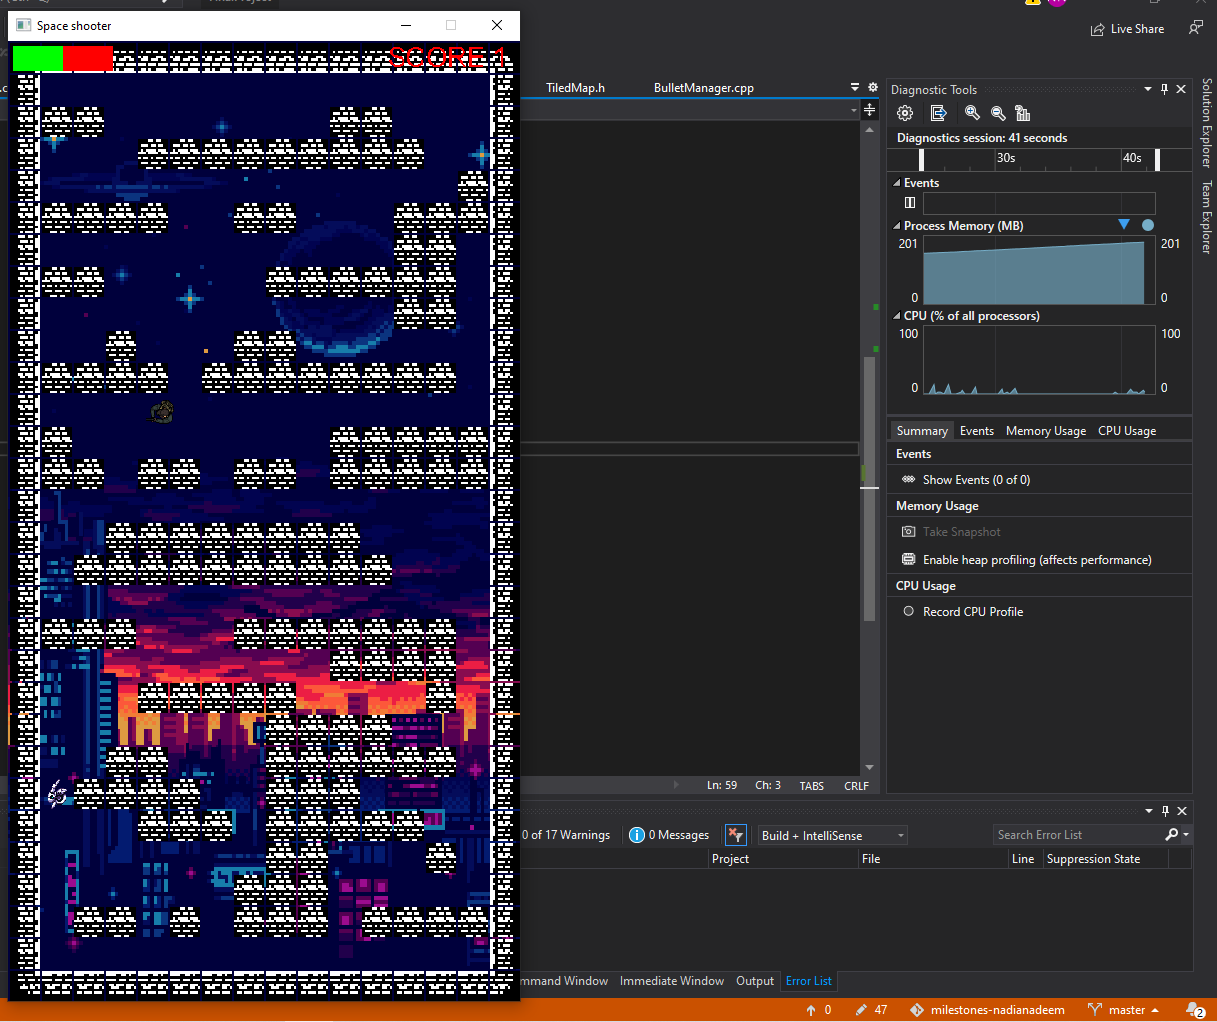 Space shooter
SCORE 1
Live Share
TiledMap.h
BulletManager.cpp
Diagnostic Tools
Diagnostics session: 41 seconds
30s
40s
Events
Process Memory (MB)
201
201
0
0
CPU (% of all processors)
100
100
0
0
Summary
Events
Memory Usage
CPU Usage
Events
Show Events (0 of 0)
Memory Usage
Take Snapshot
Enable heap profiling (affects performance)
CPU Usage
Record CPU Profile
Solution Explorer
Team Explorer
Ln: 59
Ch: 3
TABS
CRLF
0 of 17 Warnings
0 Messages
Build + IntelliSense
Search Error List
Project
File
Line
Suppression State
mmand Window
Immediate Window
Output
Error List
0
47
milestones-nadianadeem
master
2